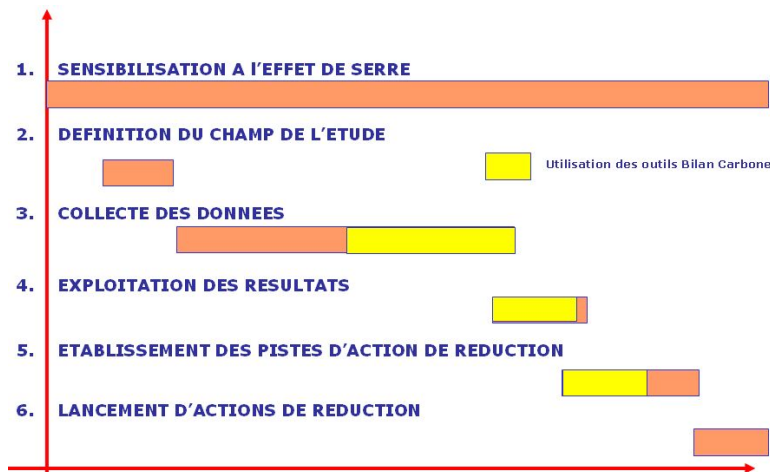 1. SENSIBILISATION A l'EFFET DE SERRE
2. DEFINITION DU CHAMP DE L'ETUDE
Utilisation des outils Bilan Carbone
3. COLLECTE DES DONNEES
4. EXPLOITATION DES RESULTATS
5. ETABLISSEMENT DES PISTES D'ACTION DE REDUCTION
6. LANCEMENT D'ACTIONS DE REDUCTION